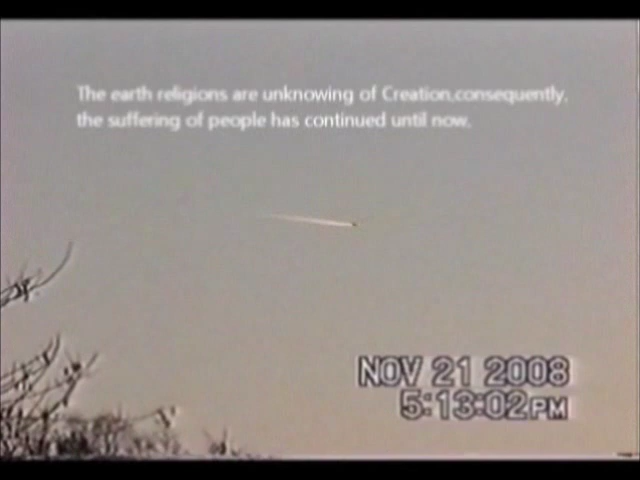 The earth religions are unknowing of Creation,consequently,
the suffering of people has continued until now.
NOV 21 2008
5:13:02PM